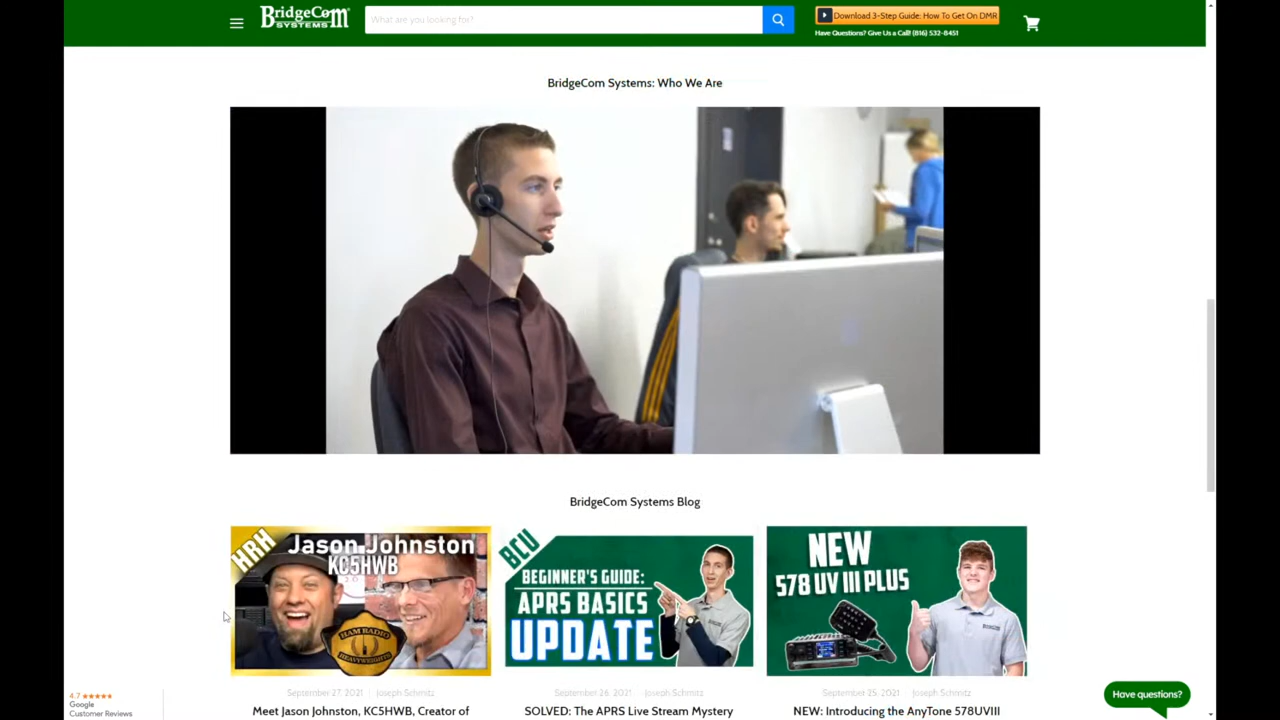 BridgeCom SYSTEMS
What are you looking for?
Download 3-Step Guide: How To Get On DMR
Have Questions? Give Us a Call! (816) 532-8451
BridgeCom Systems: Who We Are
BridgeCom Systems Blog
HRH
Jason Johnston
KC5HWB
HAM RADIO
HEAVYWEIGHTS
BCU
BEGINNER'S GUIDE:
APRS BASICS
UPDATE
NEW
578 UV III PLUS
September 27, 2021 | Joseph Schmitz
September 26, 2021 | Joseph Schmitz
September 25, 2021 | Joseph Schmitz
Meet Jason Johnston, KC5HWB, Creator of
SOLVED: The APRS Live Stream Mystery
NEW: Introducing the AnyTone 578UVIII
4.7 ★★★★★
Google
Customer Reviews
Have questions?